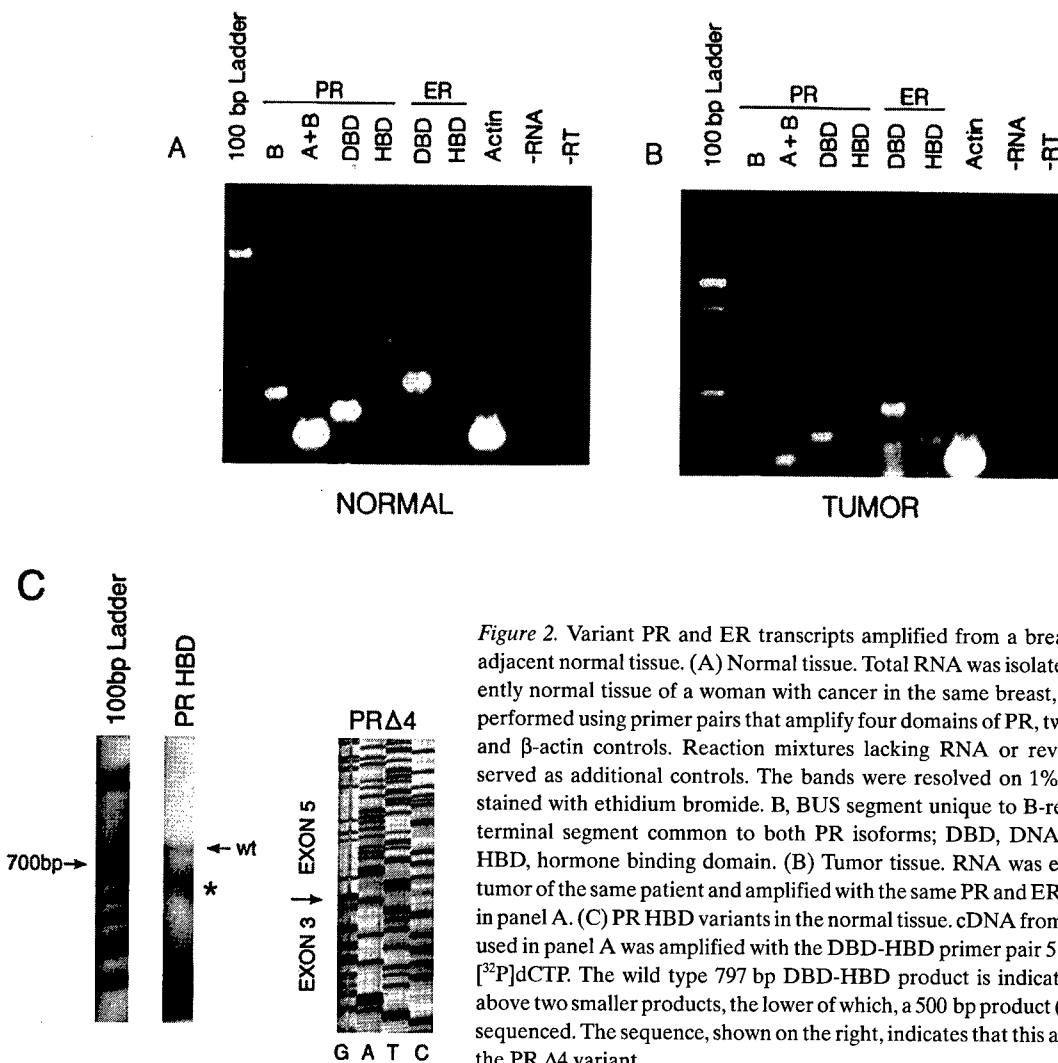 A
100 bp Ladder
PR
B
A+B
DBD
HBD
ER
DBD
HBD
Actin
-RNA
-RT
NORMAL
B
100 bp Ladder
PR
B
A+B
DBD
HBD
ER
DBD
HBD
Actin
-RNA
-RT
TUMOR
C
100bp Ladder
PR HBD
700bp→
← wt
*
PRΔ4
EXON 5
EXON 3
G A T C
Figure 2. Variant PR and ER transcripts amplified from a brea
adjacent normal tissue. (A) Normal tissue. Total RNA was isolate
ently normal tissue of a woman with cancer in the same breast,
performed using primer pairs that amplify four domains of PR, tw
and β-actin controls. Reaction mixtures lacking RNA or rev
served as additional controls. The bands were resolved on 1%
stained with ethidium bromide. B, BUS segment unique to B-re
terminal segment common to both PR isoforms; DBD, DNA
HBD, hormone binding domain. (B) Tumor tissue. RNA was e
tumor of the same patient and amplified with the same PR and ER
in panel A. (C) PR HBD variants in the normal tissue. cDNA from
used in panel A was amplified with the DBD-HBD primer pair 5
[³²P]dCTP. The wild type 797 bp DBD-HBD product is indicat
above two smaller products, the lower of which, a 500 bp product (
sequenced. The sequence, shown on the right, indicates that this a
the PR Δ4 variant.